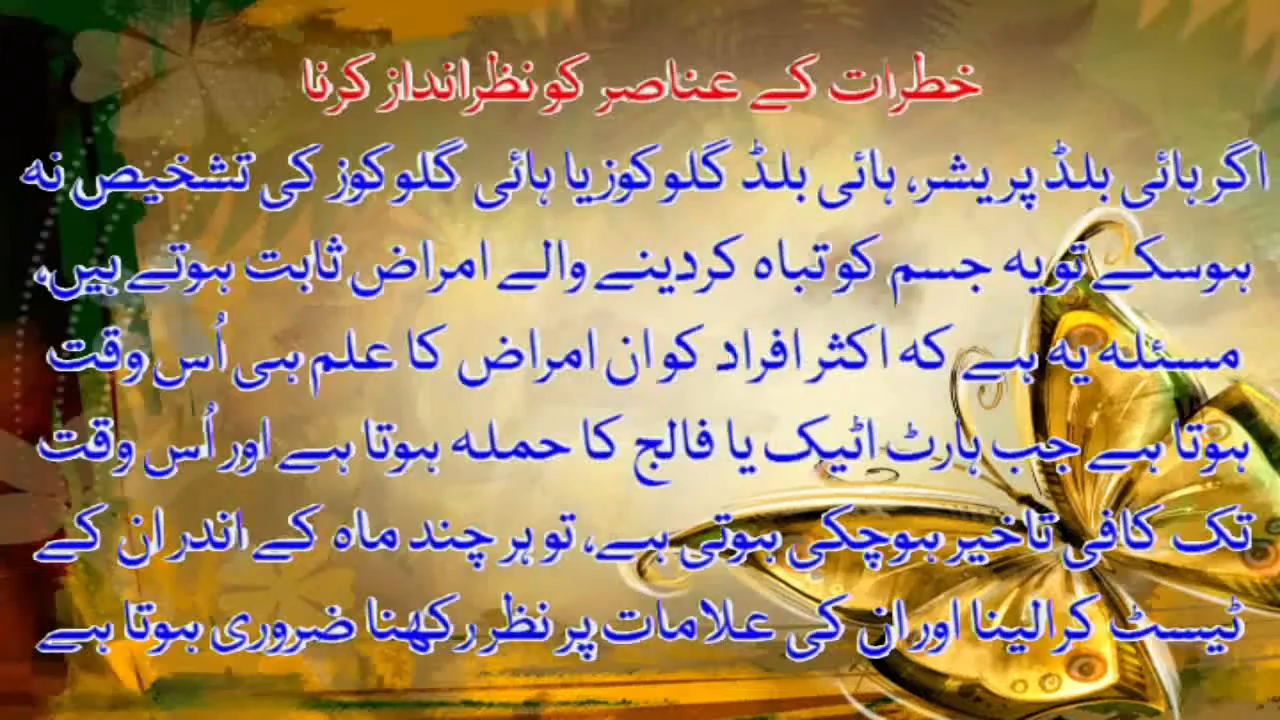 خطرات کے عناصر کو نظر انداز کرنا
اگر ہائی بلڈ پریشر، ہائی بلڈ گلوکوز یا ہائی گلوکوز کی تشخیص نہ
ہوسکے تو یہ جسم کو تباہ کردینے والے امراض ثابت ہوتے ہیں،
مسئلہ یہ ہے کہ اکثر افراد کو ان امراض کا علم ہی اُس وقت
ہوتا ہے جب ہارٹ اٹیک یا فالج کا حملہ ہوتا ہے اور اُس وقت
تک کافی تاخیر ہوچکی ہوتی ہے، تو ہر چند ماہ کے اندر ان کے
ٹیسٹ کرالینا اور ان کی علامات پر نظر رکھنا ضروری ہوتا ہے